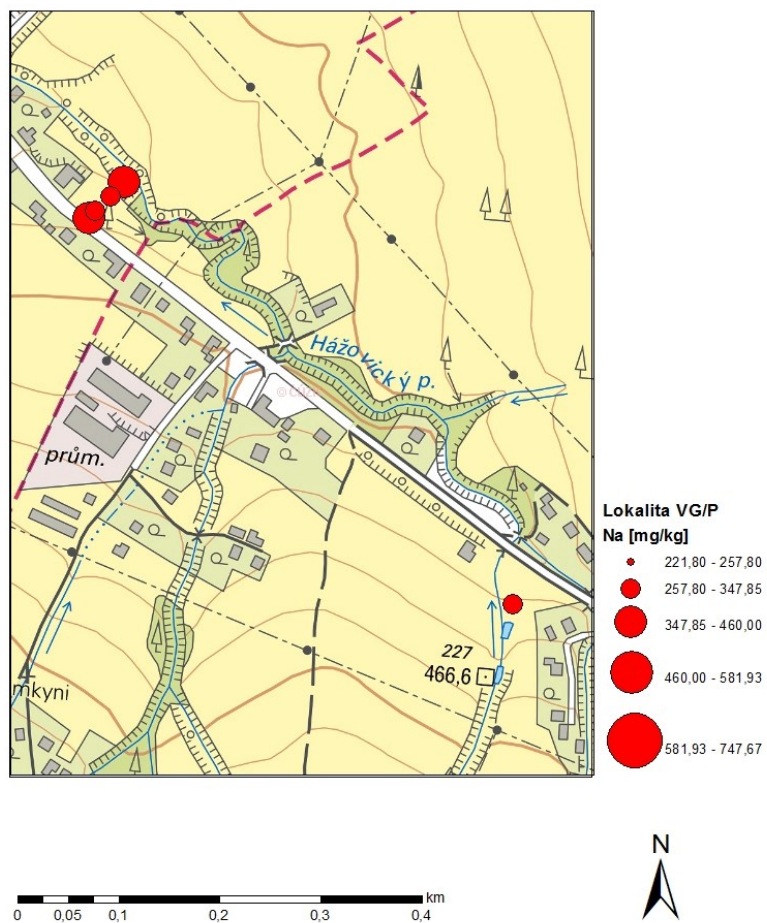 Hážovický p.
© ČÚZK
prům.
227
466,6
mkyni
Lokalita VG/P
Na [mg/kg]
221,80 - 257,80
257,80 - 347,85
347,85 - 460,00
460,00 - 581,93
581,93 - 747,67
N
km
0 0,05 0,1 0,2 0,3 0,4